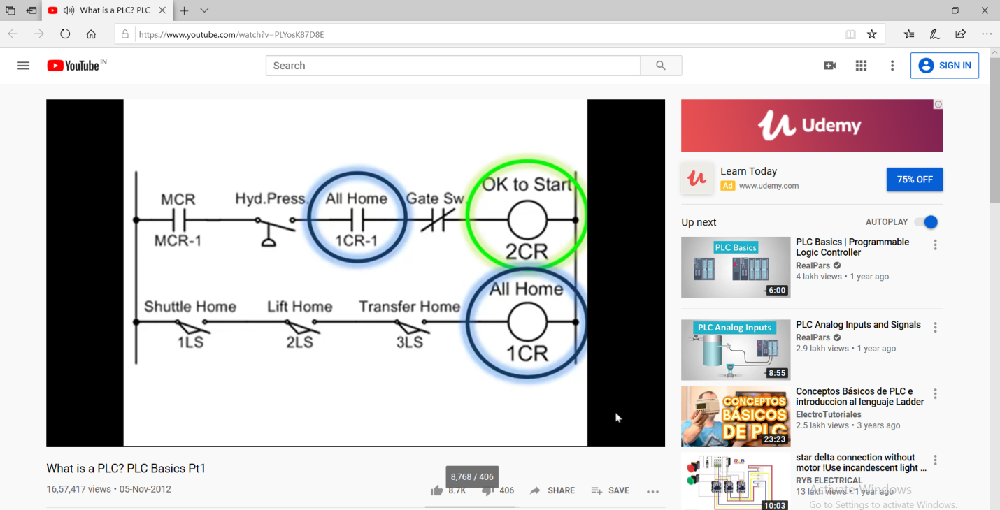 What is a PLC? PLC
https://www.youtube.com/watch?v=PLYosK87D8E
YouTube IN
Search
SIGN IN
MCR
Hyd.Press.
All Home
Gate Sw.
OK to Start
MCR-1
1CR-1
2CR
Shuttle Home
Lift Home
Transfer Home
All Home
1LS
2LS
3LS
1CR
What is a PLC? PLC Basics Pt1
16,57,417 views • 05-Nov-2012
8,768 / 406
8.7K
406
SHARE
SAVE
Udemy
Learn Today
Ad www.udemy.com
75% OFF
Up next
AUTOPLAY
PLC Basics
6:00
PLC Basics | Programmable
Logic Controller
RealPars
4 lakh views • 1 year ago
PLC Analog Inputs
8:55
PLC Analog Inputs and Signals
RealPars
2.9 lakh views • 1 year ago
CONCEPTOS
BÁSICOS
DE PLC
23:23
Conceptos Básicos de PLC e
introduccion al lenguaje Ladder
ElectroTutoriales
2.5 lakh views • 3 years ago
10:03
star delta connection without
motor !Use incandescent light ...
RYB ELECTRICAL
13 lakh views • 1 year ago
Activate Windows
Go to Settings to activate Windows.